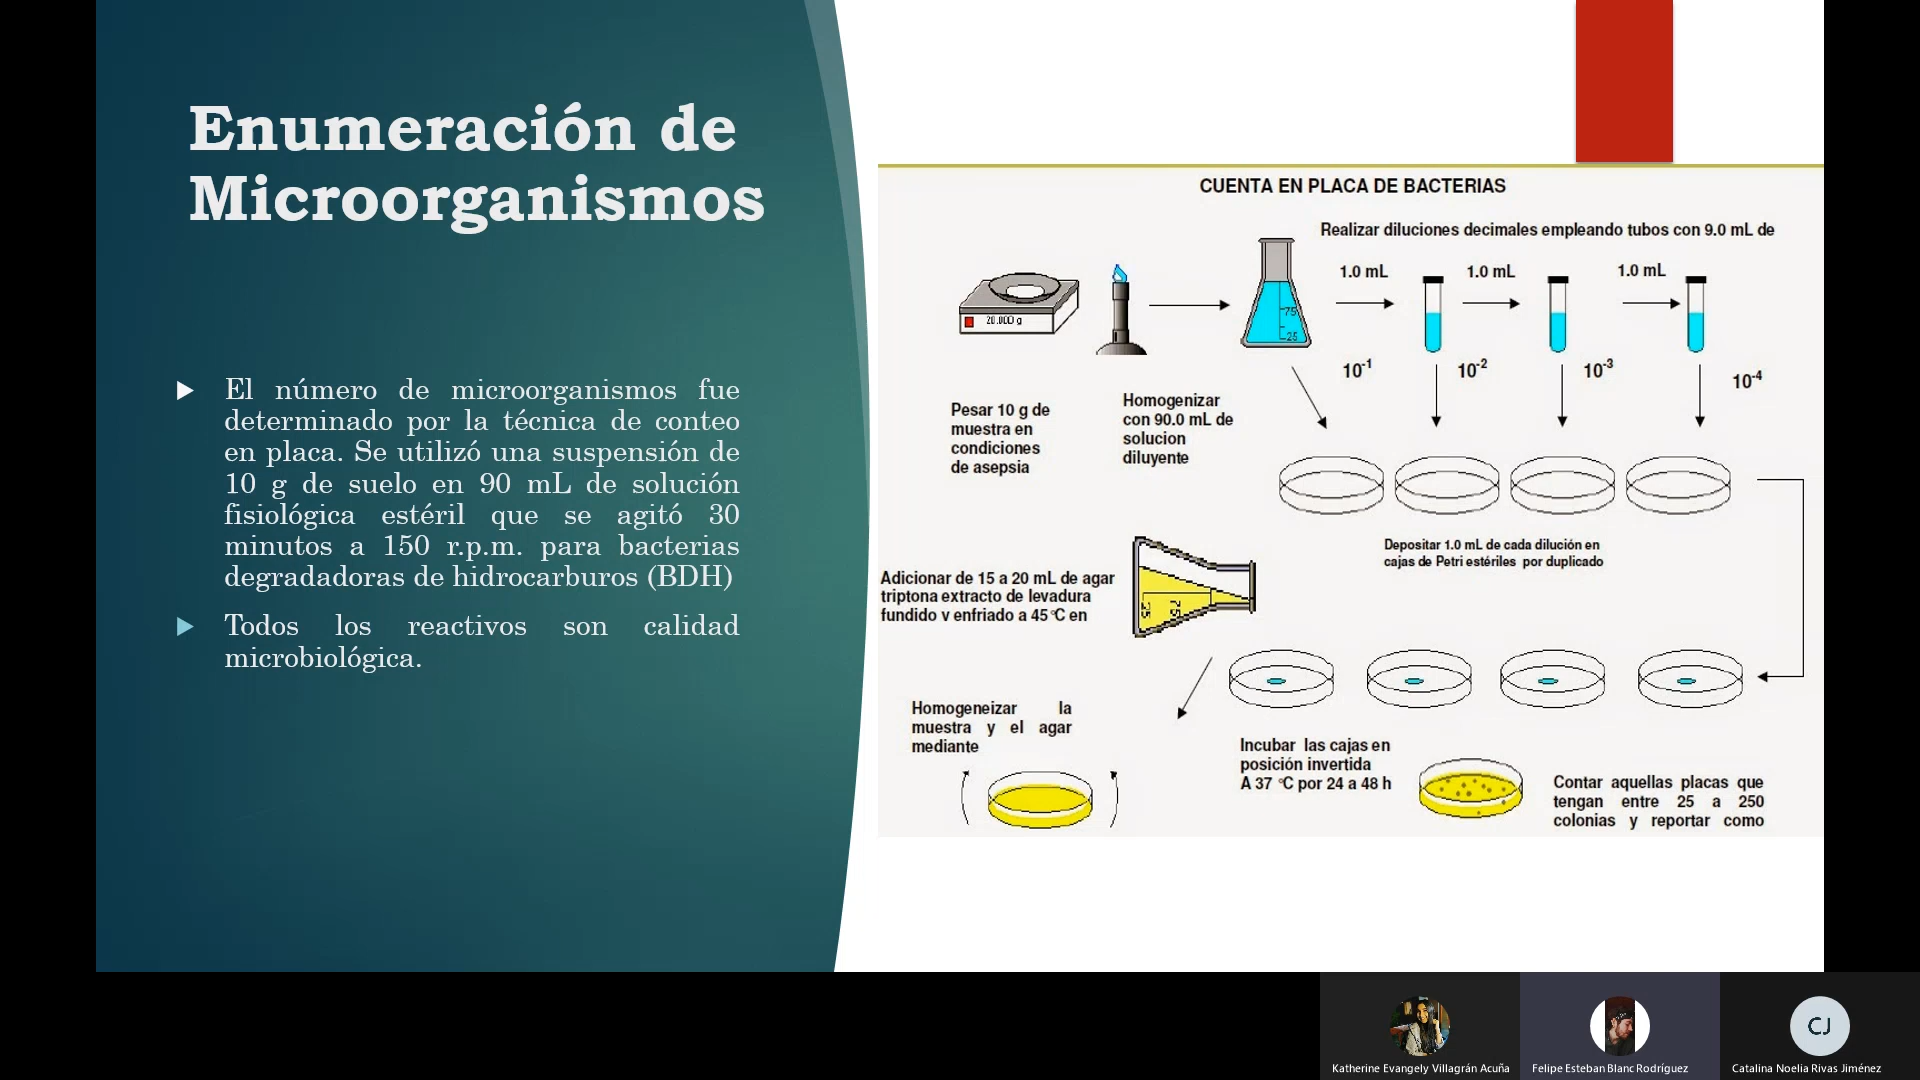 Enumeración de
Microorganismos
El número de microorganismos fue
determinado por la técnica de conteo
en placa. Se utilizó una suspensión de
10 g de suelo en 90 mL de solución
fisiológica estéril que se agitó 30
minutos a 150 r.p.m. para bacterias
degradadoras de hidrocarburos (BDH)
Todos los reactivos son calidad
microbiológica.
CUENTA EN PLACA DE BACTERIAS
Realizar diluciones decimales empleando tubos con 9.0 mL de
1.0 mL
1.0 mL
1.0 mL
20.000 g
75
25
10-1
10-2
10-3
10-4
Pesar 10 g de
muestra en
condiciones
de asepsia
Homogenizar
con 90.0 mL de
solucion
diluyente
Depositar 1.0 mL de cada dilución en
cajas de Petri estériles por duplicado
Adicionar de 15 a 20 mL de agar
triptona extracto de levadura
fundido y enfriado a 45 °C en
25
75
Homogeneizar la
muestra y el agar
mediante
Incubar las cajas en
posición invertida
A 37 °C por 24 a 48 h
Contar aquellas placas que
tengan entre 25 a 250
colonias y reportar como
CJ
Katherine Evangely Villagrán Acuña
Felipe Esteban Blanc Rodríguez
Catalina Noelia Rivas Jiménez